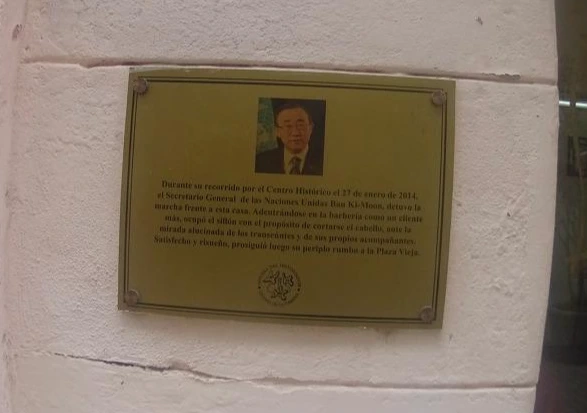 Durante su recorrido por el Centro Histórico el 27 de enero de 2014,
el Secretario General de las Naciones Unidas Ban Ki-Moon, detuvo la
marcha frente a esta casa. Adentrándose en la barbería como un cliente
más, ocupó el sillón con el propósito de cortarse el cabello, ante la
mirada alucinada de los transeúntes y de sus propios acompañantes.
Satisfecho y risueño, prosiguió luego su periplo rumbo a la Plaza Vieja.